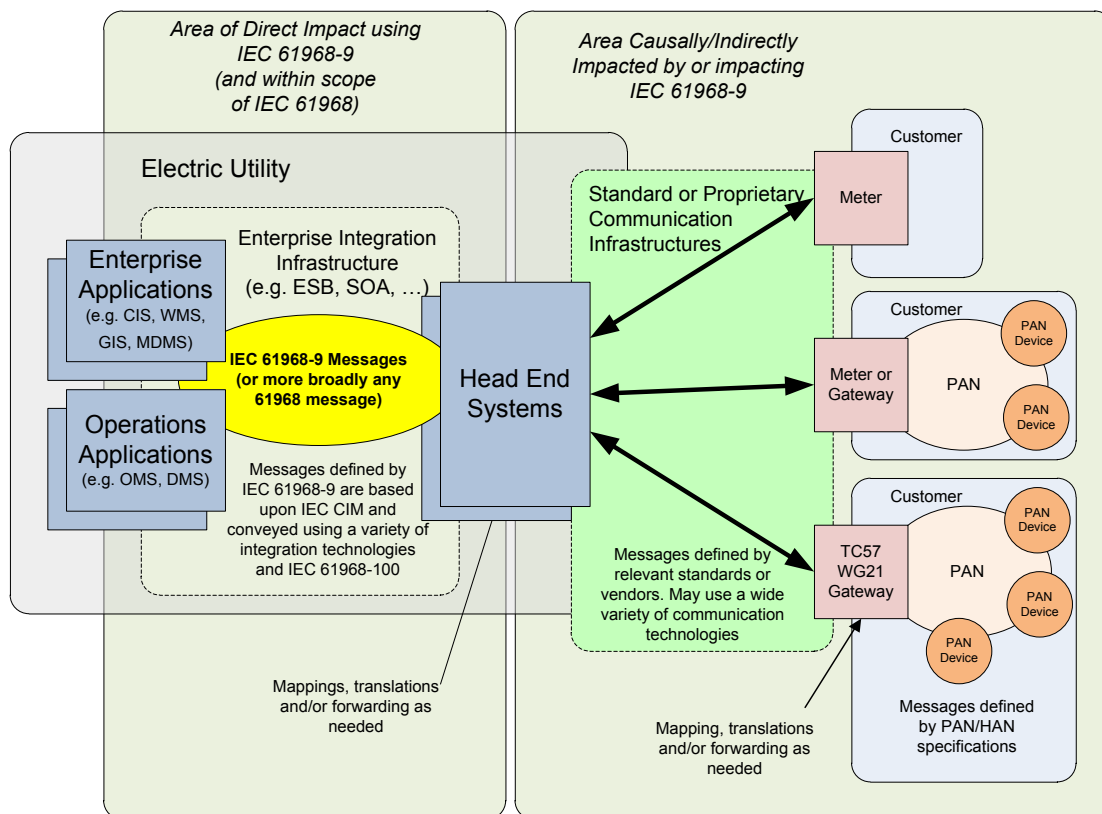 Area of Direct Impact using
IEC 61968-9
(and within scope
of IEC 61968)
Area Causally/Indirectly
Impacted by or impacting
IEC 61968-9
Electric Utility
Enterprise
Applications
(e.g. CIS, WMS,
GIS, MDMS)
Operations
Applications
(e.g. OMS, DMS)
Enterprise Integration
Infrastructure
(e.g. ESB, SOA, …)
IEC 61968-9 Messages
(or more broadly any
61968 message)
Messages defined by
IEC 61968-9 are based
upon IEC CIM and
conveyed using a variety of
integration technologies
and IEC 61968-100
Head End
Systems
Mappings, translations
and/or forwarding as
needed
Standard or Proprietary
Communication
Infrastructures
Messages defined by
relevant standards or
vendors. May use a wide
variety of communication
technologies
Customer
Meter
Customer
Meter or
Gateway
PAN
PAN
Device
PAN
Device
Customer
TC57
WG21
Gateway
PAN
PAN
Device
PAN
Device
PAN
Device
Messages defined
by PAN/HAN
specifications
Mapping, translations
and/or forwarding as
needed